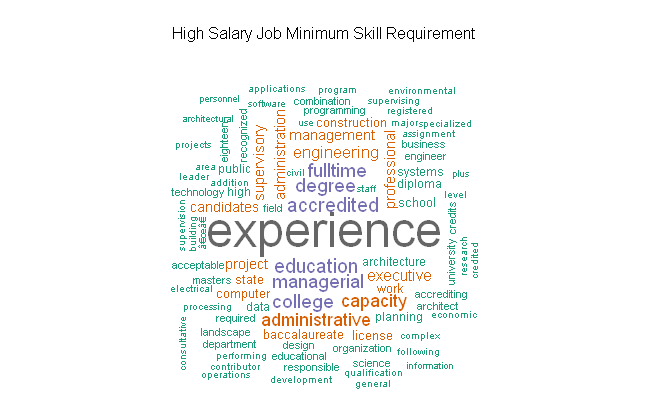 High Salary Job Minimum Skill Requirement
applications
program
environmental
personnel
software
combination
supervising
programming
registered
architectural
eighteen
recognized
administration
use
construction
major
specialized
supervisory
management
professional
assignment
business
projects
engineering
engineer
area
public
civil
fulltime
systems
plus
leader
addition
degree
staff
diploma
technology
high
accredited
school
level
candidates
field
supervision
building
experience
university
credits
research
credited
acceptable
project
education
architecture
masters
state
managerial
executive
electrical
computer
work
accrediting
processing
data
college
capacity
architect
required
administrative
planning
economic
consultative
landscape
baccalaureate
license
complex
department
design
organization
following
performing
educational
science
information
contributor
responsible
qualification
operations
development
general